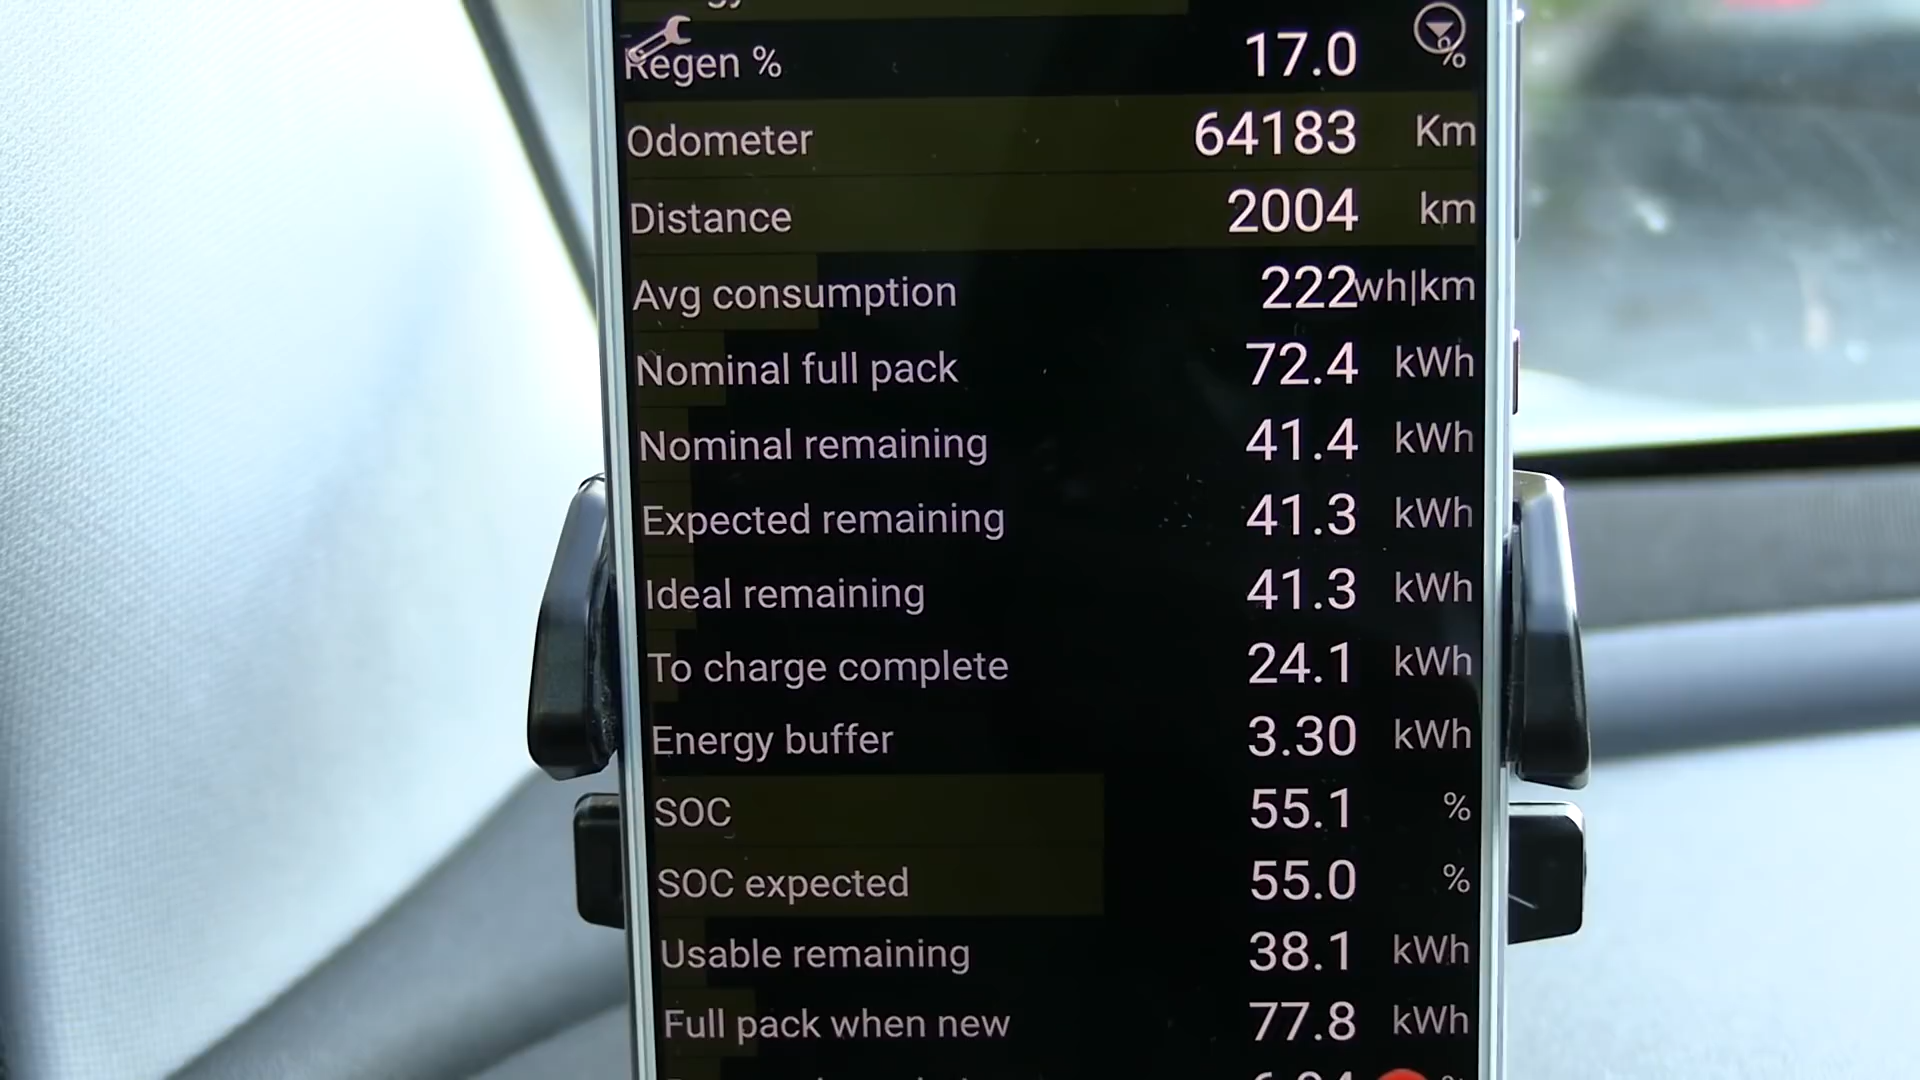 Regen % 17.0 %
Odometer 64183 Km
Distance 2004 km
Avg consumption 222 wh|km
Nominal full pack 72.4 kWh
Nominal remaining 41.4 kWh
Expected remaining 41.3 kWh
Ideal remaining 41.3 kWh
To charge complete 24.1 kWh
Energy buffer 3.30 kWh
SOC 55.1 %
SOC expected 55.0 %
Usable remaining 38.1 kWh
Full pack when new 77.8 kWh